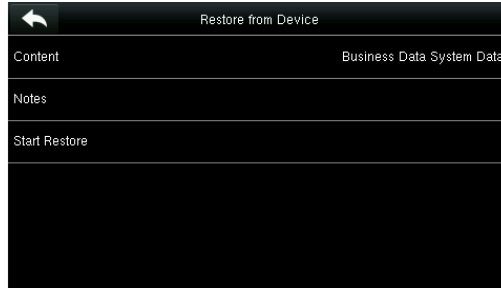 Restore from Device
Content Business Data System Data
Notes
Start Restore